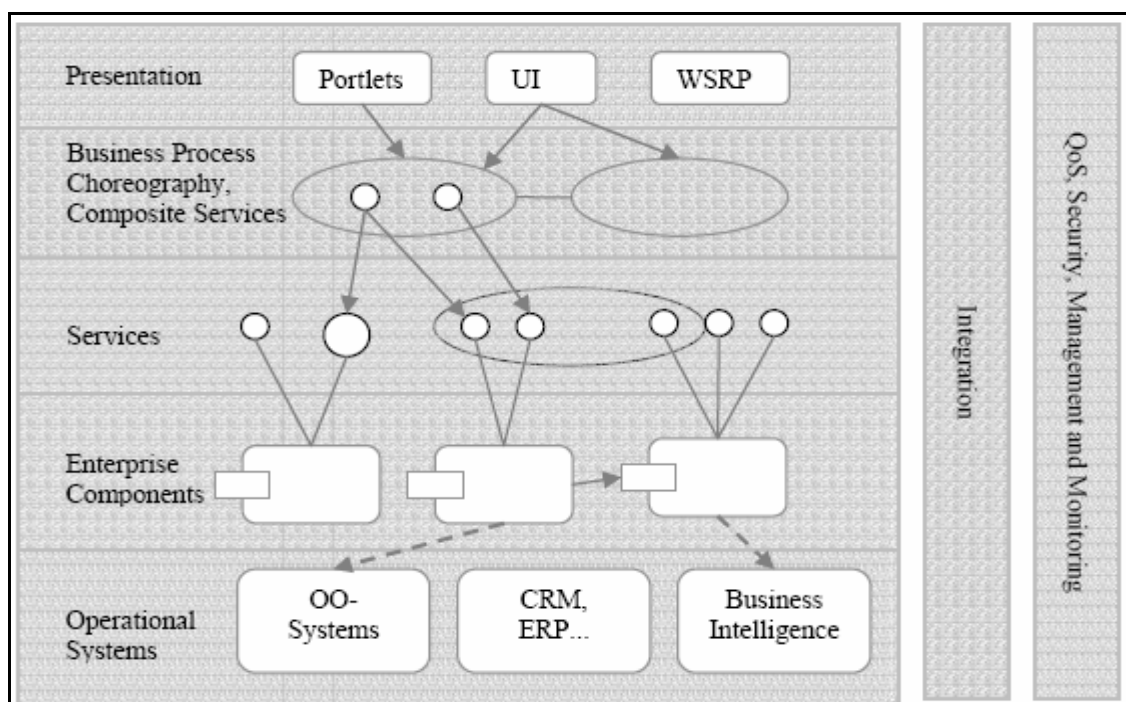 Presentation
Portlets
UI
WSRP
Business Process
Choreography,
Composite Services
Services
Enterprise
Components
Operational
Systems
OO-
Systems
CRM,
ERP...
Business
Intelligence
Integration
QoS, Security, Management and Monitoring